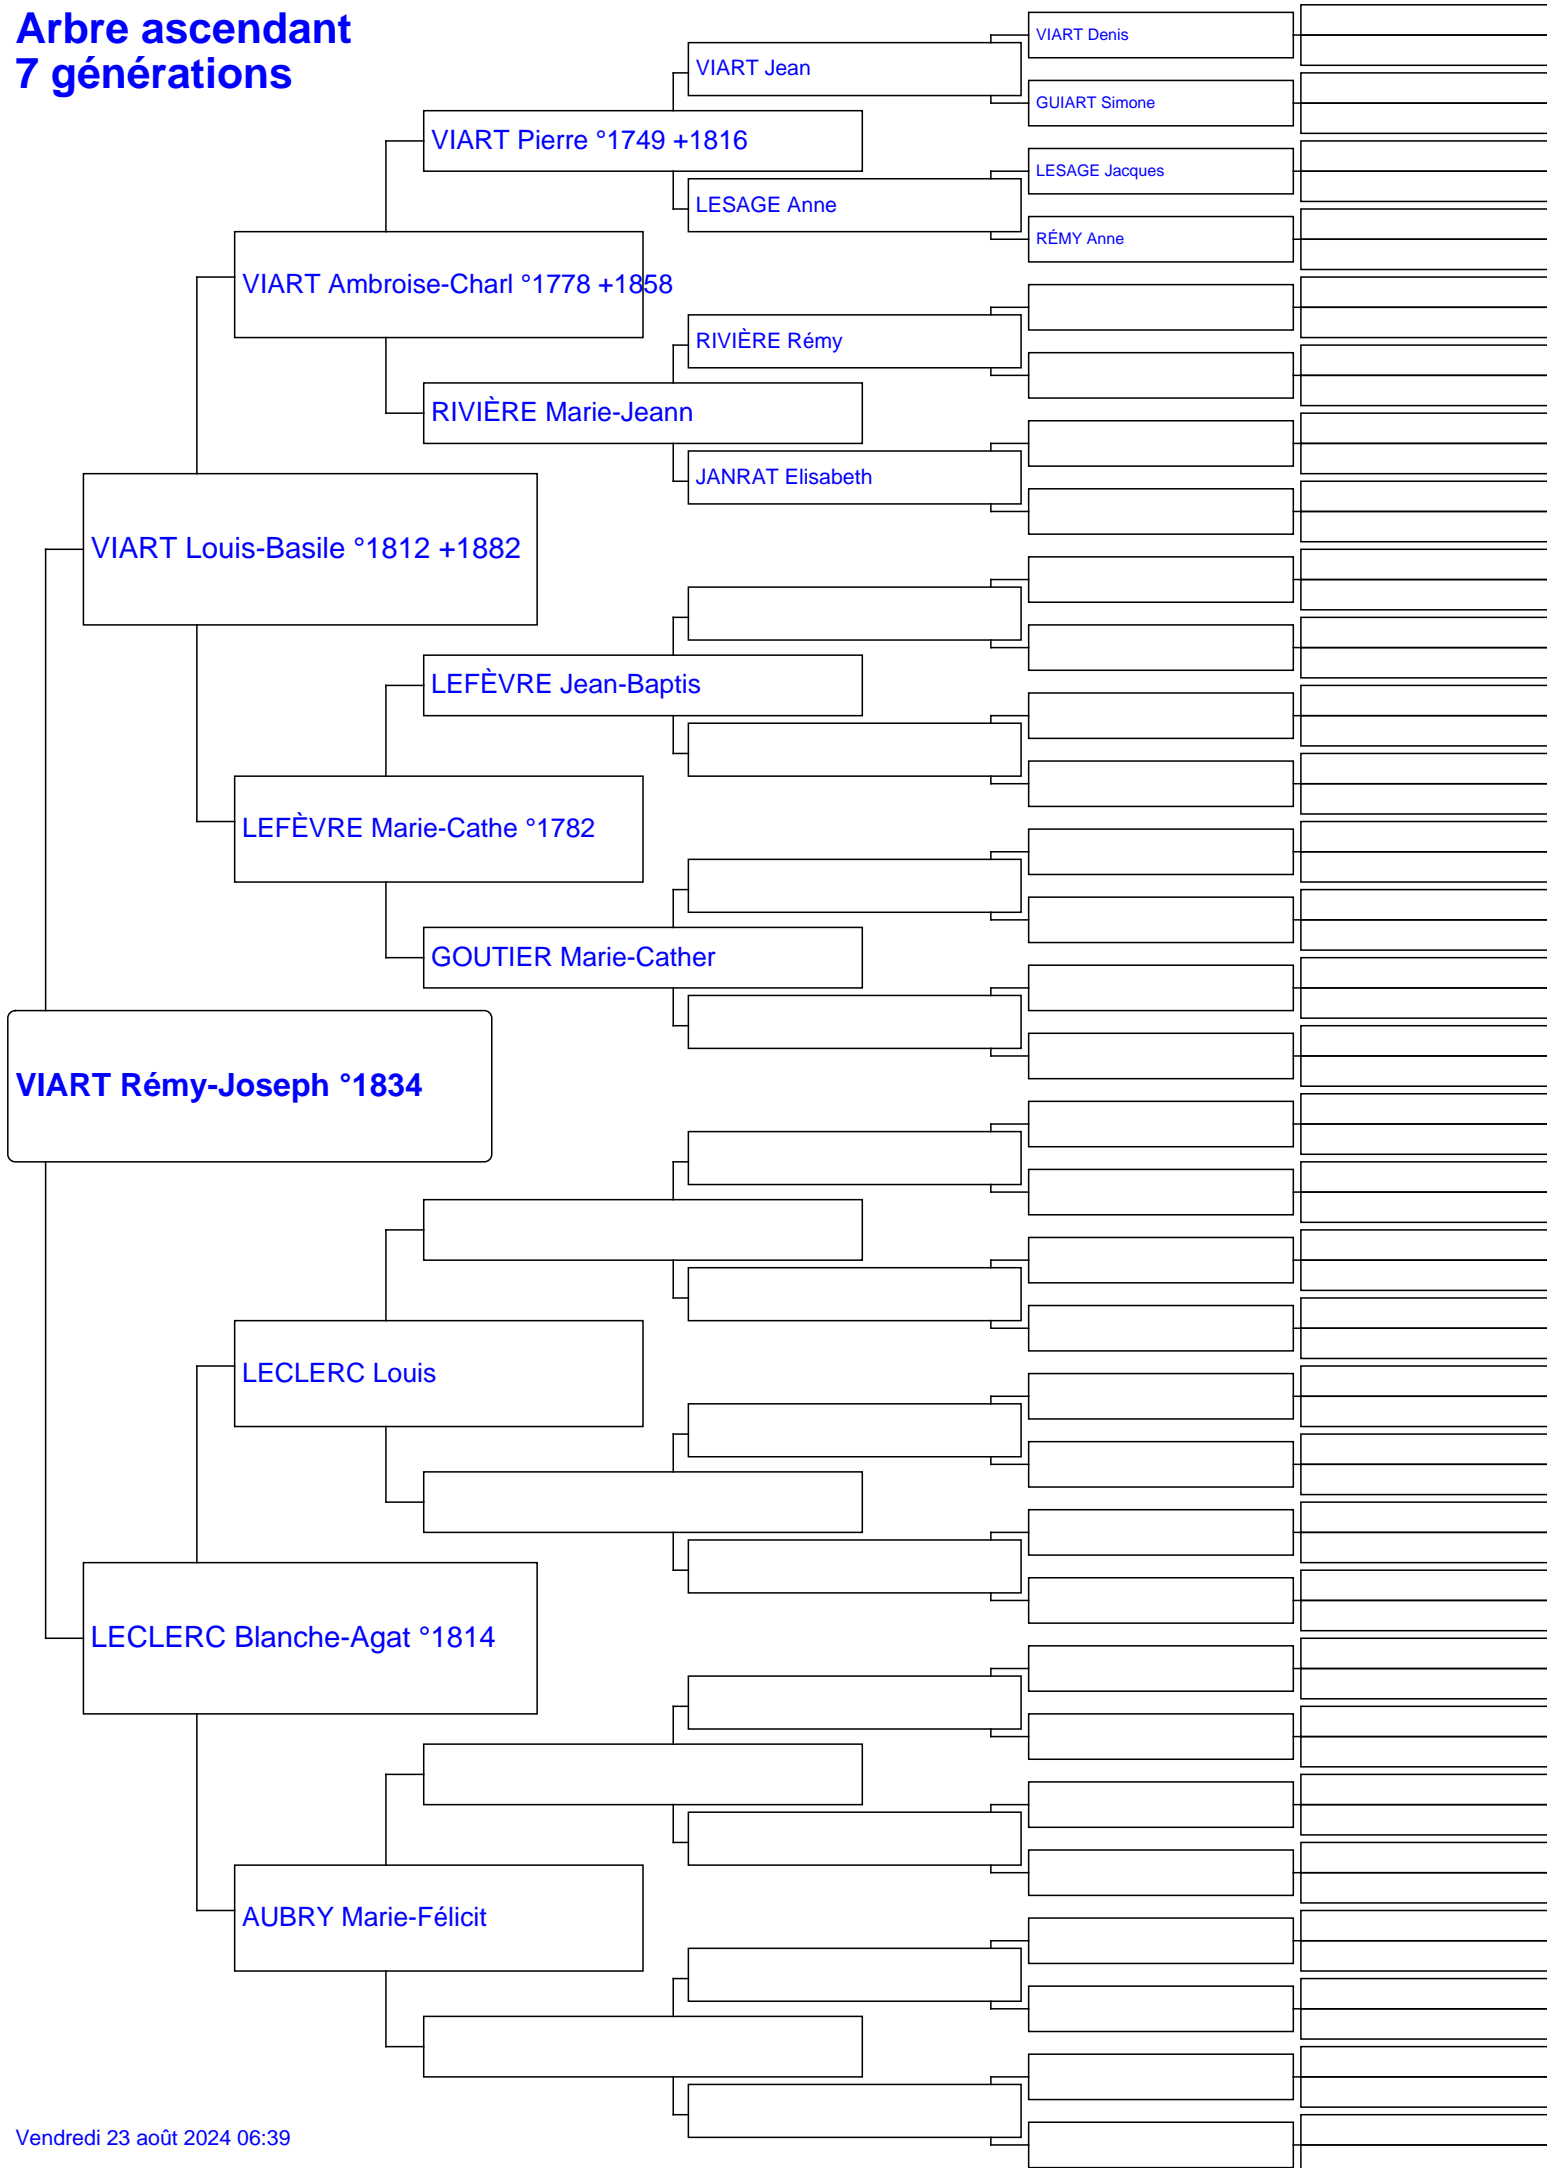 Arbre ascendant
7 générations
VIART Denis
VIART Jean
GUIART Simone
VIART Pierre °1749 +1816
LESAGE Jacques
LESAGE Anne
RÉMY Anne
VIART Ambroise-Charl °1778 +1858
RIVIÈRE Rémy
RIVIÈRE Marie-Jeann
JANRAT Elisabeth
VIART Louis-Basile °1812 +1882
LEFÈVRE Jean-Baptis
LEFÈVRE Marie-Cathe °1782
GOUTIER Marie-Cather
VIART Rémy-Joseph °1834
LECLERC Louis
LECLERC Blanche-Agat °1814
AUBRY Marie-Félicit
Vendredi 23 août 2024 06:39